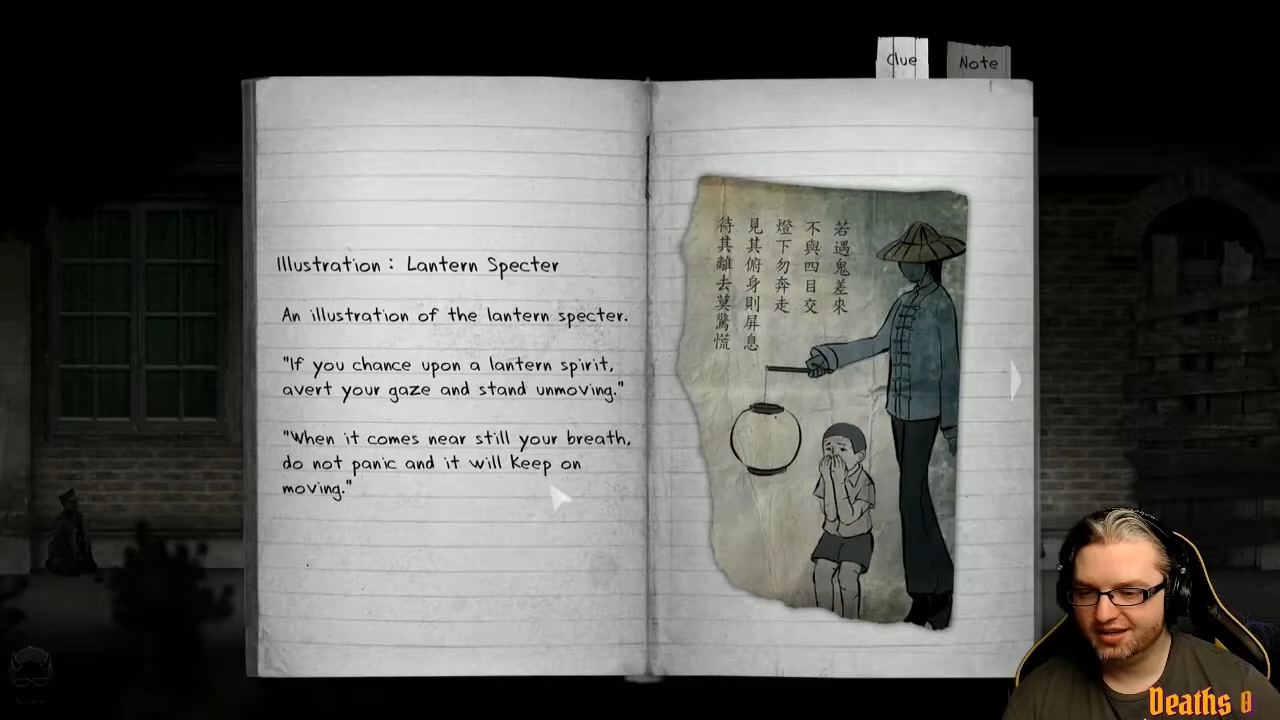 Clue
Note
Illustration : Lantern Specter
An illustration of the lantern specter.
"If you chance upon a lantern spirit,
avert your gaze and stand unmoving."
"When it comes near still your breath,
do not panic and it will keep on
moving."
若遇鬼差來
不與四目交
燈下勿奔走
見其俯身則屏息
待其離去莫驚慌
Deaths 0